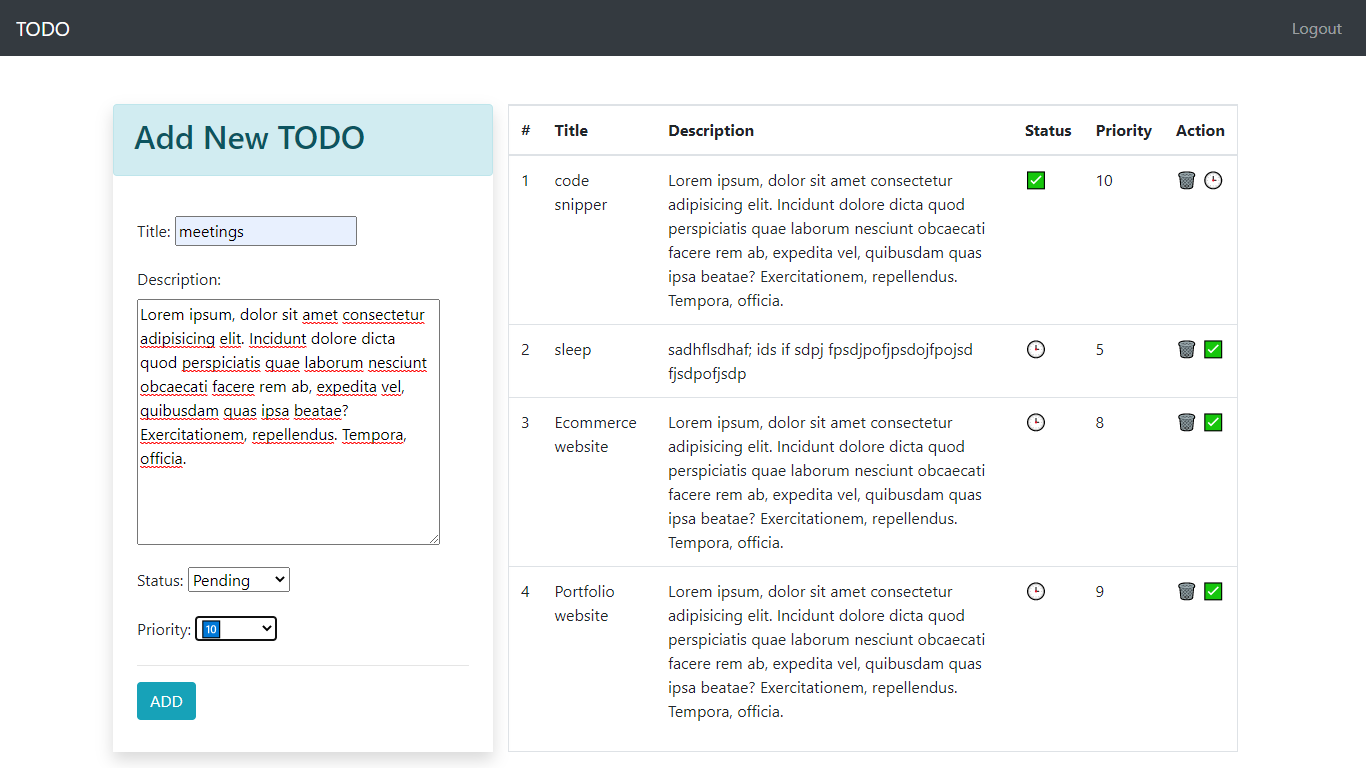 TODO
Logout
Add New TODO
Title: meetings
Description:
Lorem ipsum, dolor sit amet consectetur
adipisicing elit. Incidunt dolore dicta
quod perspiciatis quae laborum nesciunt
obcaecati facere rem ab, expedita vel,
quibusdam quas ipsa beatae?
Exercitationem, repellendus. Tempora,
officia.
Status: Pending
Priority: 10
ADD
# Title Description Status Priority Action
1 code Lorem ipsum, dolor sit amet consectetur 10
snipper adipisicing elit. Incidunt dolore dicta quod
perspiciatis quae laborum nesciunt obcaecati
facere rem ab, expedita vel, quibusdam quas
ipsa beatae? Exercitationem, repellendus.
Tempora, officia.
2 sleep sadhflsdhaf; ids if sdpj fpsdjpofjpsdojfpojsd 5
fjsdpofjsdp
3 Ecommerce Lorem ipsum, dolor sit amet consectetur 8
website adipisicing elit. Incidunt dolore dicta quod
perspiciatis quae laborum nesciunt obcaecati
facere rem ab, expedita vel, quibusdam quas
ipsa beatae? Exercitationem, repellendus.
Tempora, officia.
4 Portfolio Lorem ipsum, dolor sit amet consectetur 9
website adipisicing elit. Incidunt dolore dicta quod
perspiciatis quae laborum nesciunt obcaecati
facere rem ab, expedita vel, quibusdam quas
ipsa beatae? Exercitationem, repellendus.
Tempora, officia.